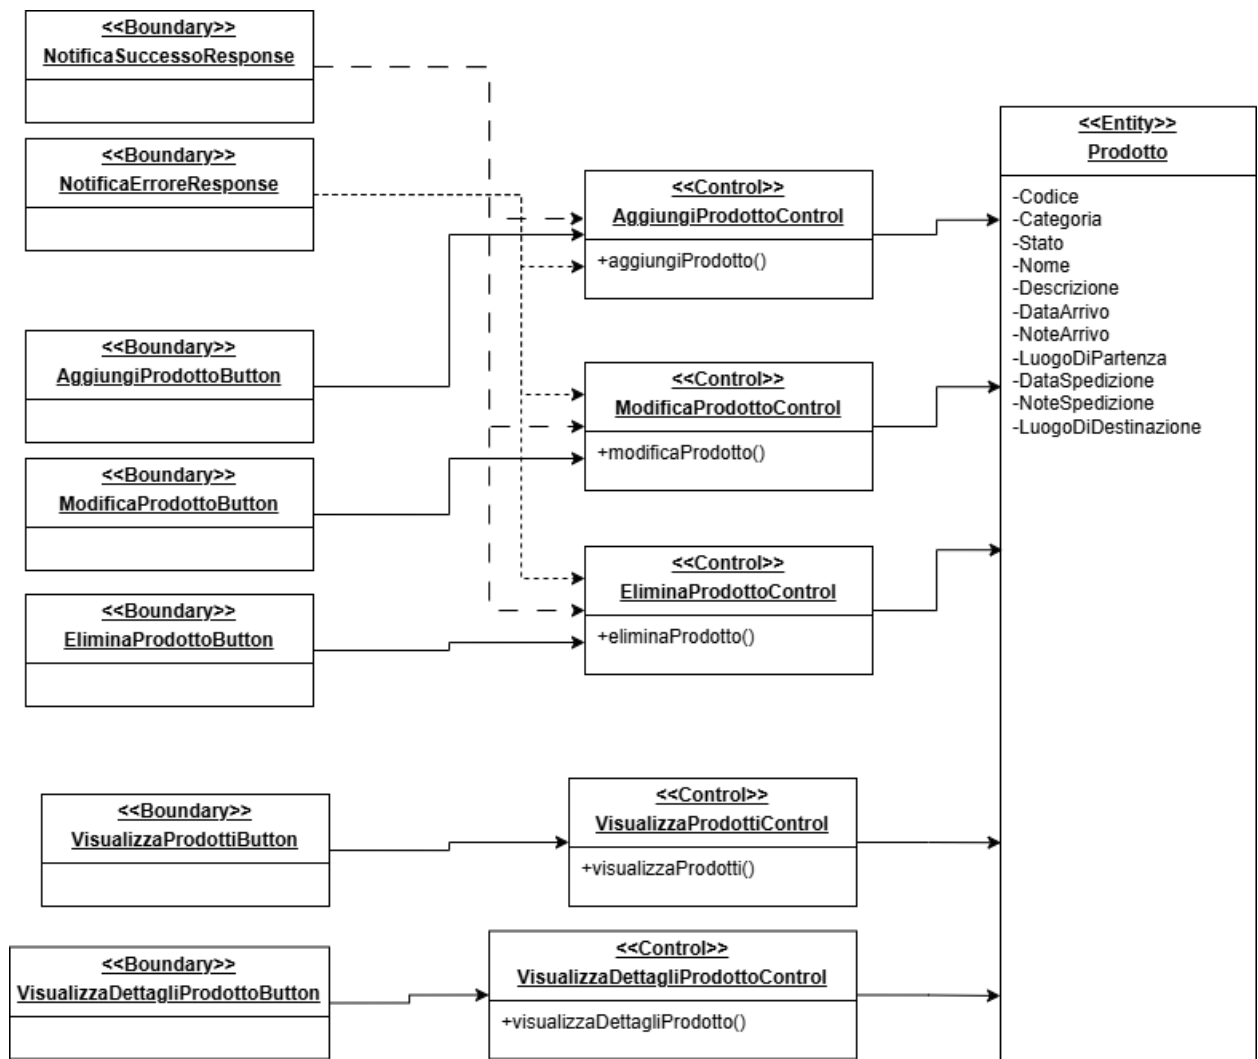 <<Boundary>>
NotificaSuccessoResponse
<<Boundary>>
NotificaErroreResponse
<<Boundary>>
AggiungiProdottoButton
<<Boundary>>
ModificaProdottoButton
<<Boundary>>
EliminaProdottoButton
<<Boundary>>
VisualizzaProdottiButton
<<Boundary>>
VisualizzaDettagliProdottoButton
<<Control>>
AggiungiProdottoControl
+aggiungiProdotto()
<<Control>>
ModificaProdottoControl
+modificaProdotto()
<<Control>>
EliminaProdottoControl
+eliminaProdotto()
<<Control>>
VisualizzaProdottiControl
+visualizzaProdotti()
<<Control>>
VisualizzaDettagliProdottoControl
+visualizzaDettagliProdotto()
<<Entity>>
Prodotto
-Codice
-Categoria
-Stato
-Nome
-Descrizione
-DataArrivo
-NoteArrivo
-LuogoDiPartenza
-DataSpedizione
-NoteSpedizione
-LuogoDiDestinazione